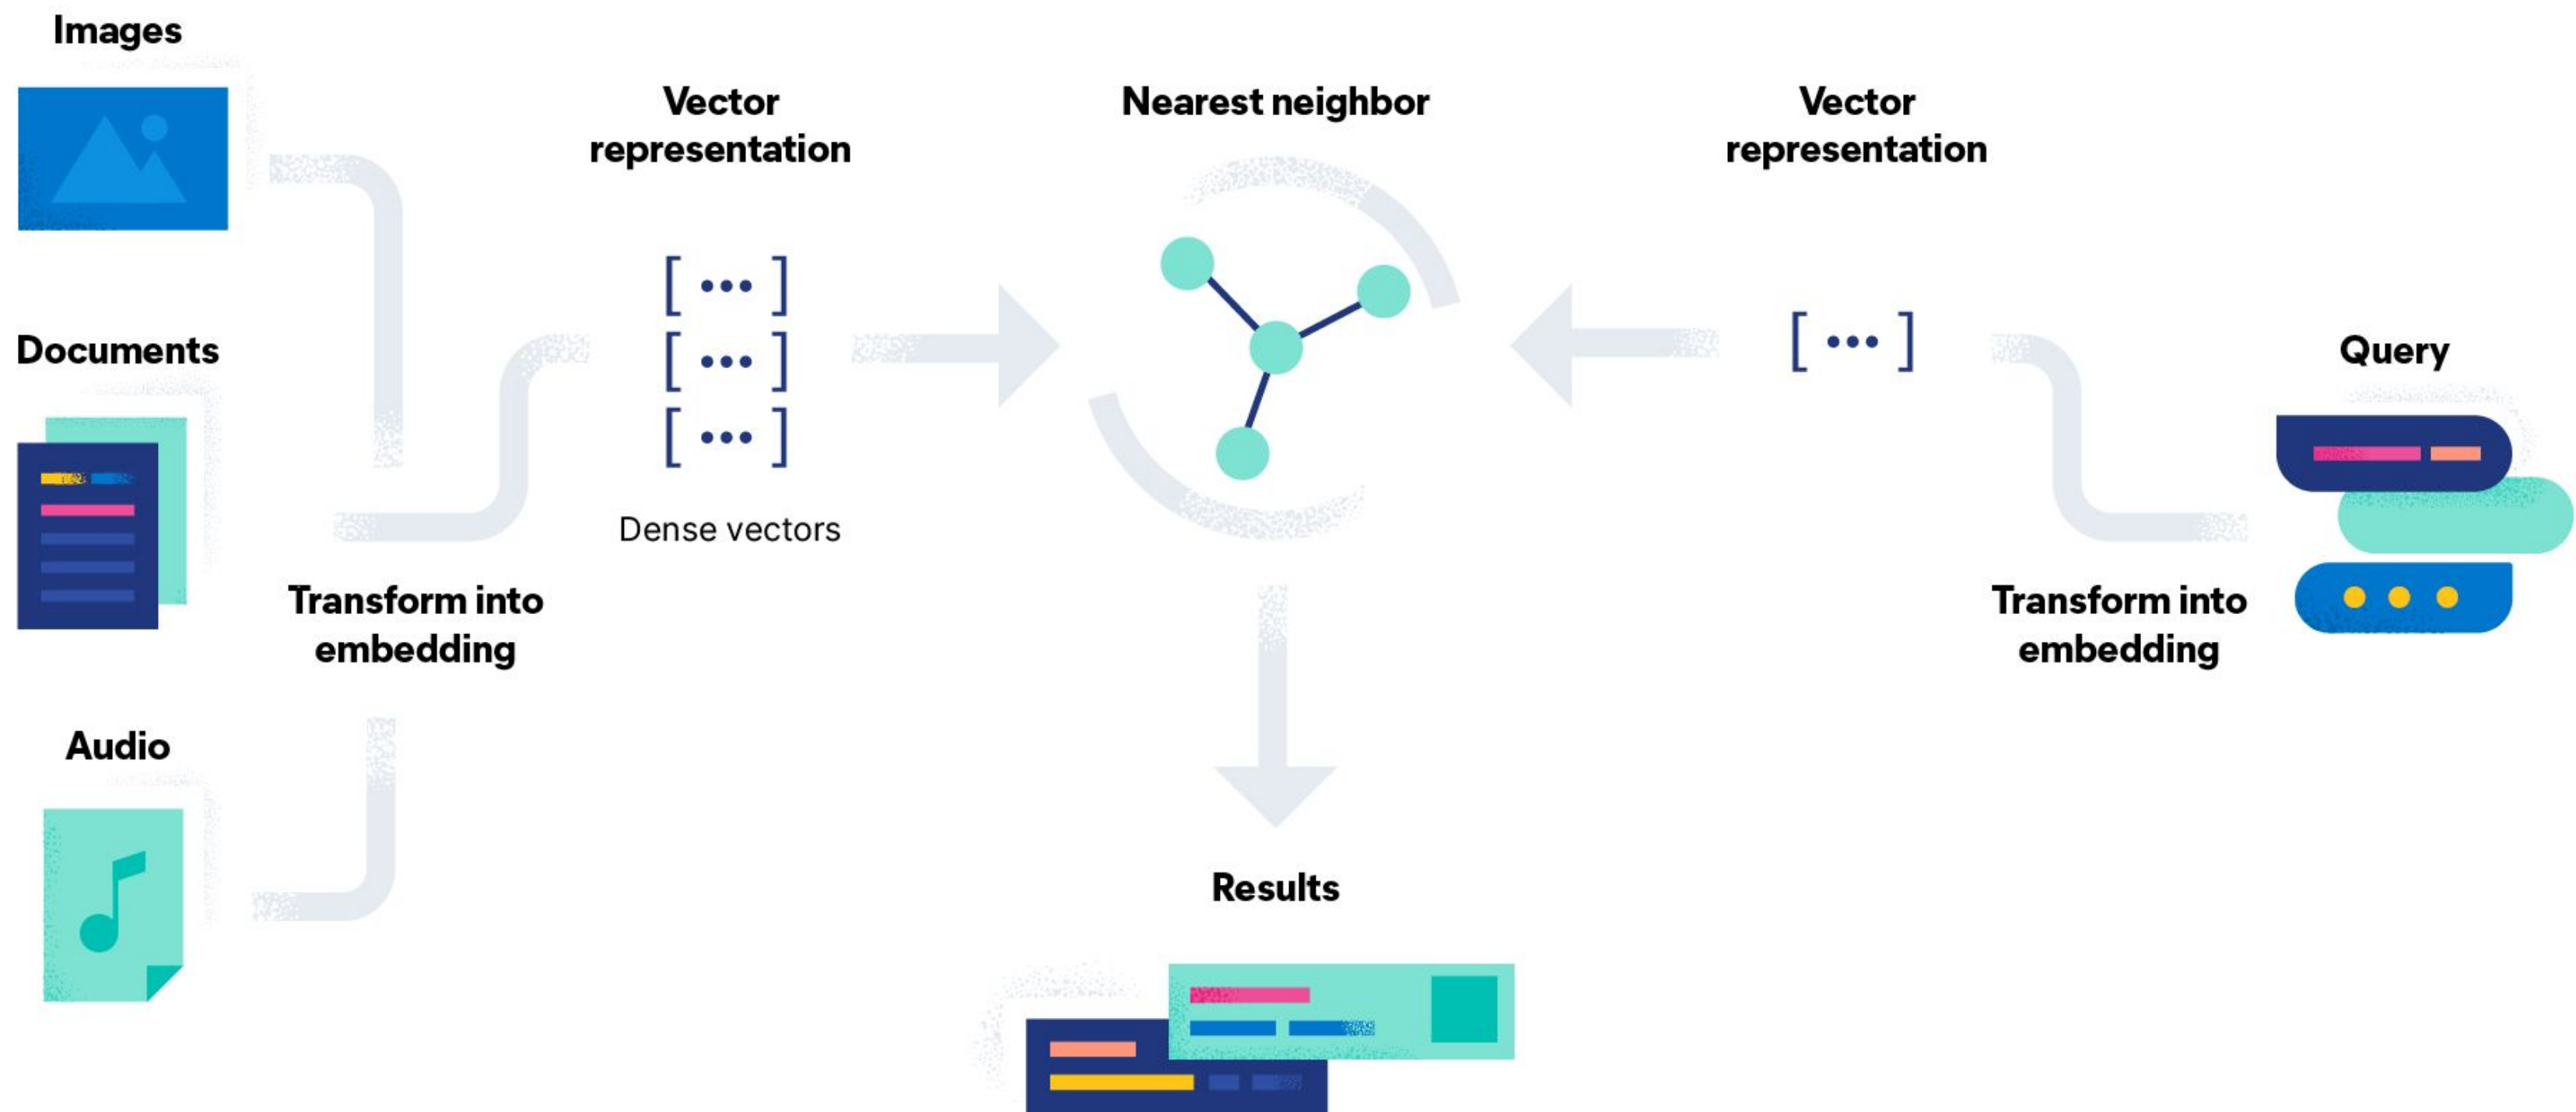 Images
Documents
Audio
Transform into
embedding
Vector
representation
[ ••• ]
[ ••• ]
[ ••• ]
Dense vectors
Nearest neighbor
Vector
representation
[ ••• ]
Query
Transform into
embedding
Results